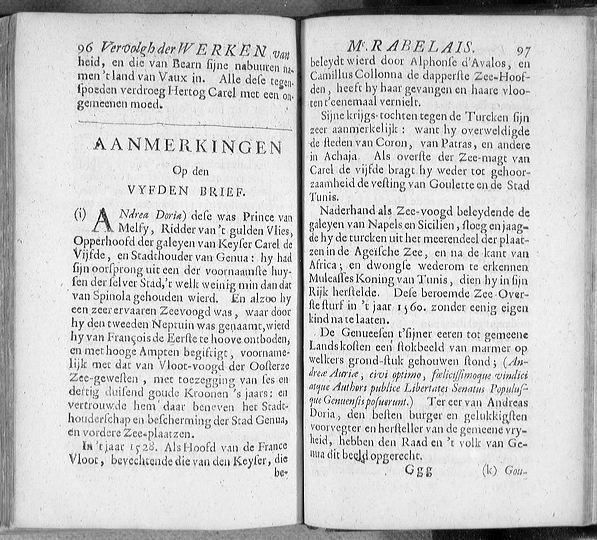 96 Vervolgh der WERKEN van
heid, en die van Bearn sijne nabuuren na-
men 't land van Vaux in. Alle dese tegen-
spoeden verdroeg Hertog Carel met een on-
gemeenen moed.
AANMERKINGEN
Op den
VYFDEN BRIEF.
(i) ANdrea Doria) dese was Prince van
Melfy, Ridder van 't gulden Vlies,
Opperhoofd der galeyen van Keyser Carel de
Vijfde, en Stadthouder van Genua: hy had
sijn oorsprong uit een der voornaamste huy-
sen der selver Stad, 't welk weinig min dan dat
van Spinola gehouden wierd. En alzoo hy
een zeer ervaaren Zeevoogd was, waar door
hy den tweeden Neptuin was genaamt, wierd
hy van François de Eerste te hoove ontboden,
en met hooge Ampten begiftigt, voorname-
lijk met dat van Vloot-voogd der Oosterze
Zee-gewesten, met toezegging van ses en
dertig duisend goude Kroonen 's jaars: en
vertrouwde hem daar beneven het Stadt-
houderschap en bescherming der Stad Genua,
en vordere Zee-plaatzen.
In 't jaar 1528. Als Hoofd van de France
Vloot, bevechtende die van den Keyser, die
be-
Mr. RABELAIS. 97
beleydt wierd door Alphonse d'Avalos, en
Camillus Collonna de dapperste Zee-Hoof-
den, heeft hy haar gevangen en haare vloo-
ten t'eenemaal vernielt.
Sijne krijgs-tochten tegen de Turcken sijn
zeer aanmerkelijk: want hy overweldigde
de steden van Coron, van Patras, en andere
in Achaja. Als overste der Zee-magt van
Carel de vijfde bragt hy weder tot gehoor-
zaamheid de vesting van Goulette en de Stad
Tunis.
Naderhand als Zee-voogd beleydende de
galeyen van Napels en Sicilien, sloeg en jaag-
de hy de turcken uit het meerendeel der plaat-
zen in de Ageische Zee, en na de kant van
Africa; en dwongse wederom te erkennen
Muleasses Koning van Tunis, dien hy in sijn
Rijk herstelde. Dese beroemde Zee-Over-
ste sturf in 't jaar 1560. zonder eenig eigen
kind na te laaten.
De Genueesen t'sijner eeren tot gemeene
Lands kosten een stokbeeld van marmer op
welkers grond-stuk gehouwen stond; (An-
dreæ Auriæ, civi optimo, fœlicissimoque vindici
atque Authori publicæ Libertates Senatus Populus-
que Genuensis posuerunt.) Ter eer van Andreas
Doria, den besten burger en gelukkigsten
voorvegter en hersteller van de gemeene vry-
heid, hebben den Raad en 't volk van Ge-
nua dit beeld opgerecht.
Ggg (k) Gou-